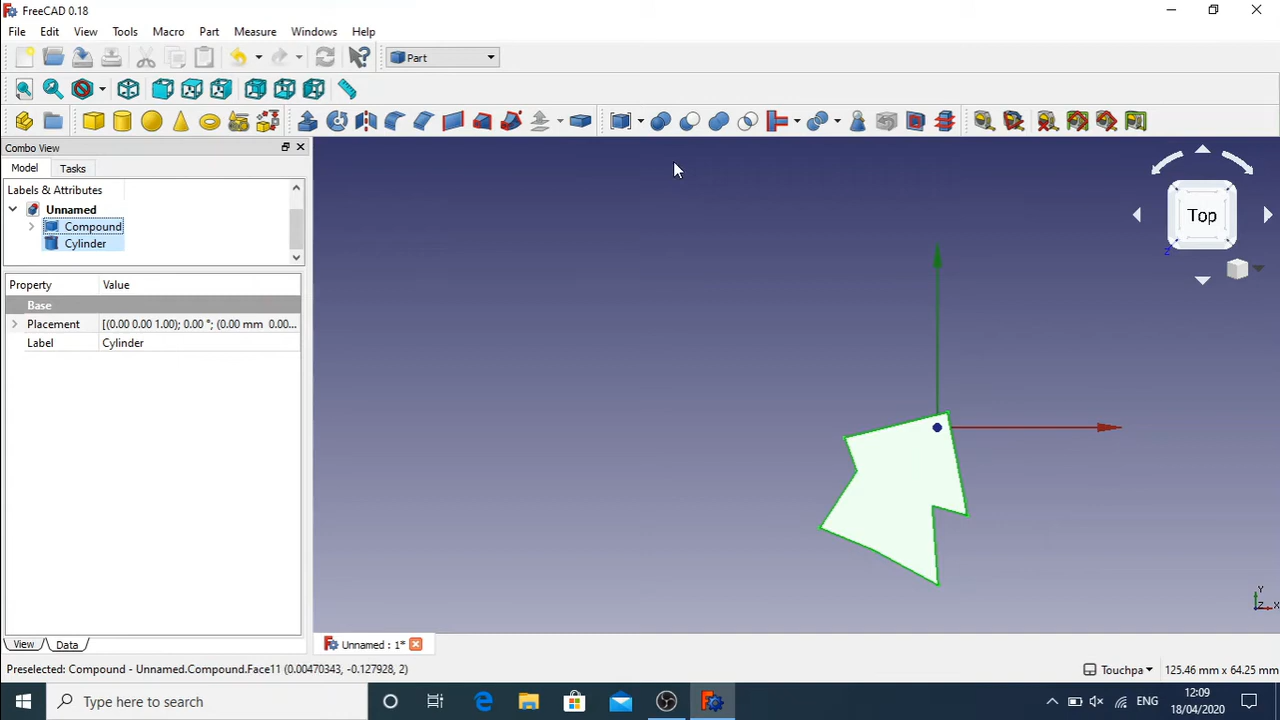 FreeCAD 0.18
File Edit View Tools Macro Part Measure Windows Help
Part
Combo View
Model Tasks
Labels & Attributes
Unnamed
Compound
Cylinder
Property Value
Base
Placement [(0.00 0.00 1.00); 0.00 °; (0.00 mm 0.00...
Label Cylinder
Top
Z
Y
Z X
View Data
Unnamed : 1*
Preselected: Compound - Unnamed.Compound.Face11 (0.00470343, -0.127928, 2)
Touchpa
125.46 mm x 64.25 mm
Type here to search
ENG
12:09
18/04/2020